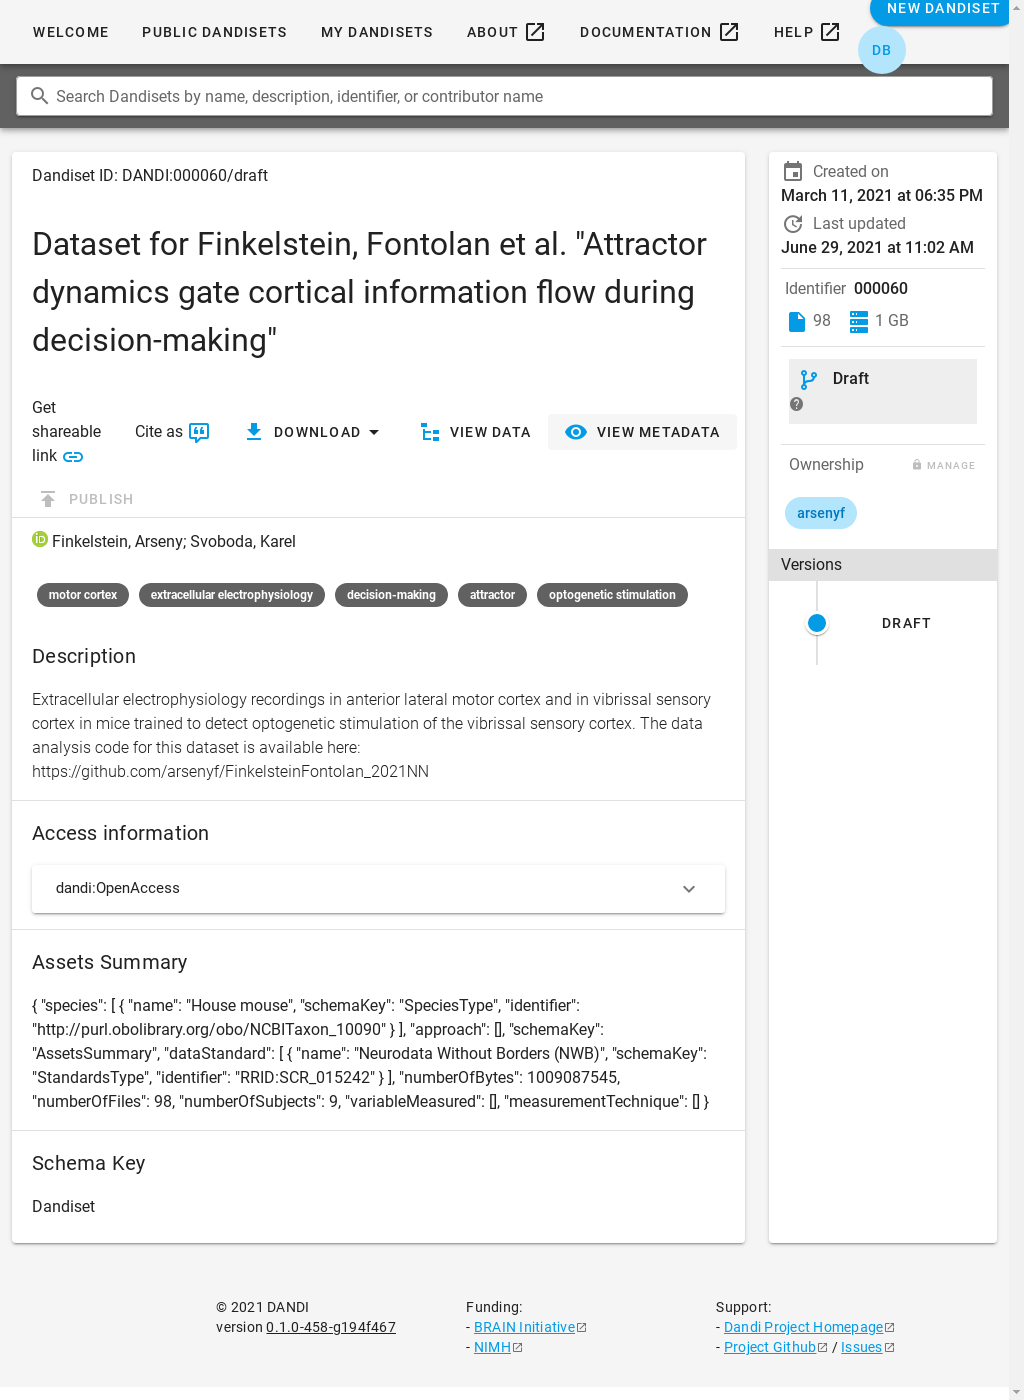 NEW DANDISET
WELCOME PUBLIC DANDISETS MY DANDISETS ABOUT DOCUMENTATION HELP
DB
Search Dandisets by name, description, identifier, or contributor name
Dandiset ID: DANDI:000060/draft
Dataset for Finkelstein, Fontolan et al. "Attractor
dynamics gate cortical information flow during
decision-making"
Get
shareable
link
Cite as
DOWNLOAD
VIEW DATA
VIEW METADATA
PUBLISH
iD Finkelstein, Arseny; Svoboda, Karel
motor cortex extracellular electrophysiology decision-making attractor optogenetic stimulation
Description
Extracellular electrophysiology recordings in anterior lateral motor cortex and in vibrissal sensory
cortex in mice trained to detect optogenetic stimulation of the vibrissal sensory cortex. The data
analysis code for this dataset is available here:
https://github.com/arsenyf/FinkelsteinFontolan_2021NN
Access information
dandi:OpenAccess
Assets Summary
{ "species": [ { "name": "House mouse", "schemaKey": "SpeciesType", "identifier":
"http://purl.obolibrary.org/obo/NCBITaxon_10090" } ], "approach": [], "schemaKey":
"AssetsSummary", "dataStandard": [ { "name": "Neurodata Without Borders (NWB)", "schemaKey":
"StandardsType", "identifier": "RRID:SCR_015242" } ], "numberOfBytes": 1009087545,
"numberOfFiles": 98, "numberOfSubjects": 9, "variableMeasured": [], "measurementTechnique": [] }
Schema Key
Dandiset
Created on
March 11, 2021 at 06:35 PM
Last updated
June 29, 2021 at 11:02 AM
Identifier 000060
98 1 GB
Draft
?
Ownership MANAGE
arsenyf
Versions
DRAFT
© 2021 DANDI
version 0.1.0-458-g194f467
Funding:
- BRAIN Initiative
- NIMH
Support:
- Dandi Project Homepage
- Project Github / Issues